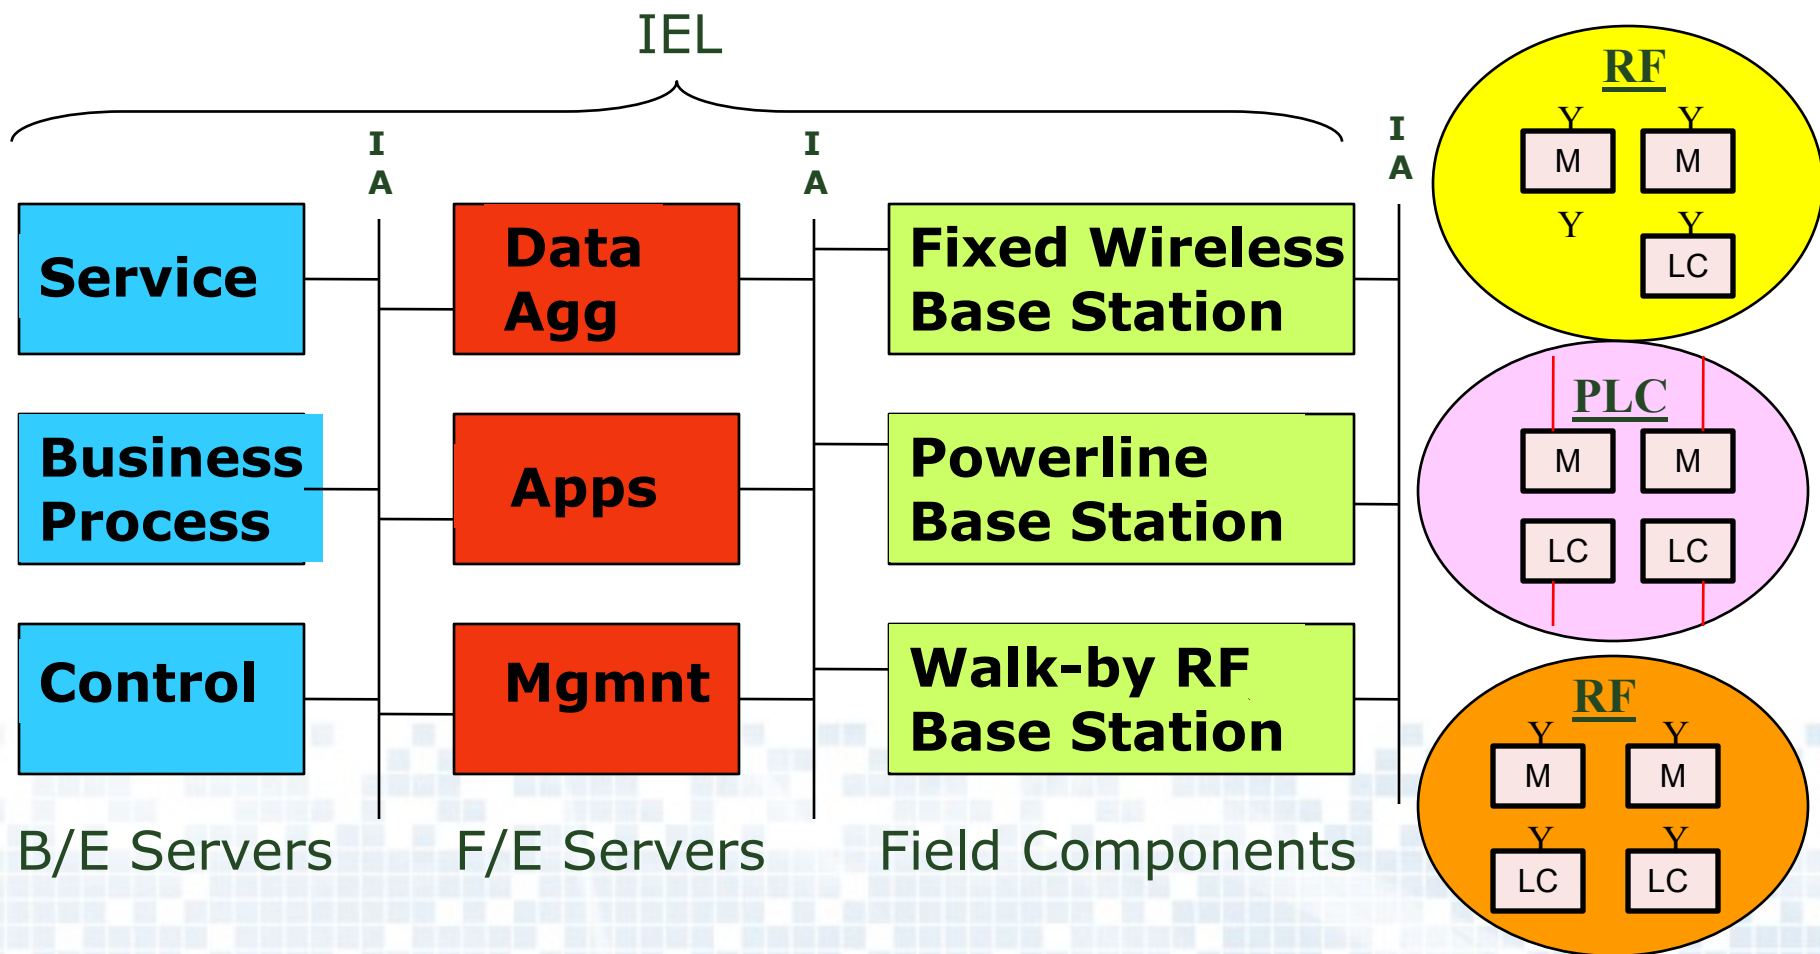 IEL
I
A
I
A
I
A
Service
Business
Process
Control
B/E Servers
Data
Agg
Apps
Mgmnt
F/E Servers
Fixed Wireless
Base Station
Powerline
Base Station
Walk-by RF
Base Station
Field Components
RF
Y Y
M M
Y Y
LC
PLC
M M
LC LC
RF
Y Y
M M
Y Y
LC LC